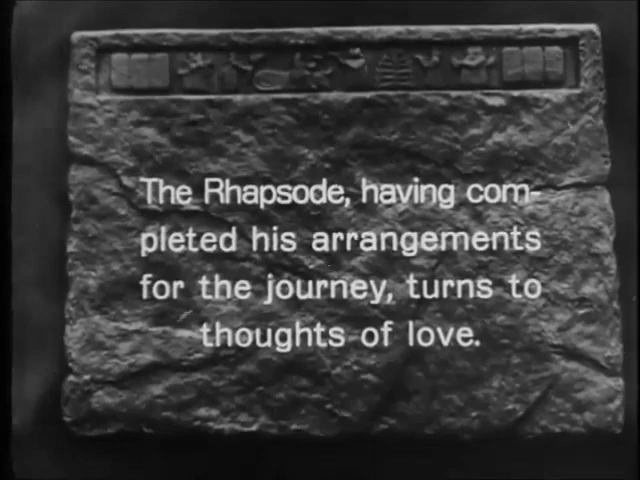 The Rhapsode, having com-
pleted his arrangements
for the journey, turns to
thoughts of love.